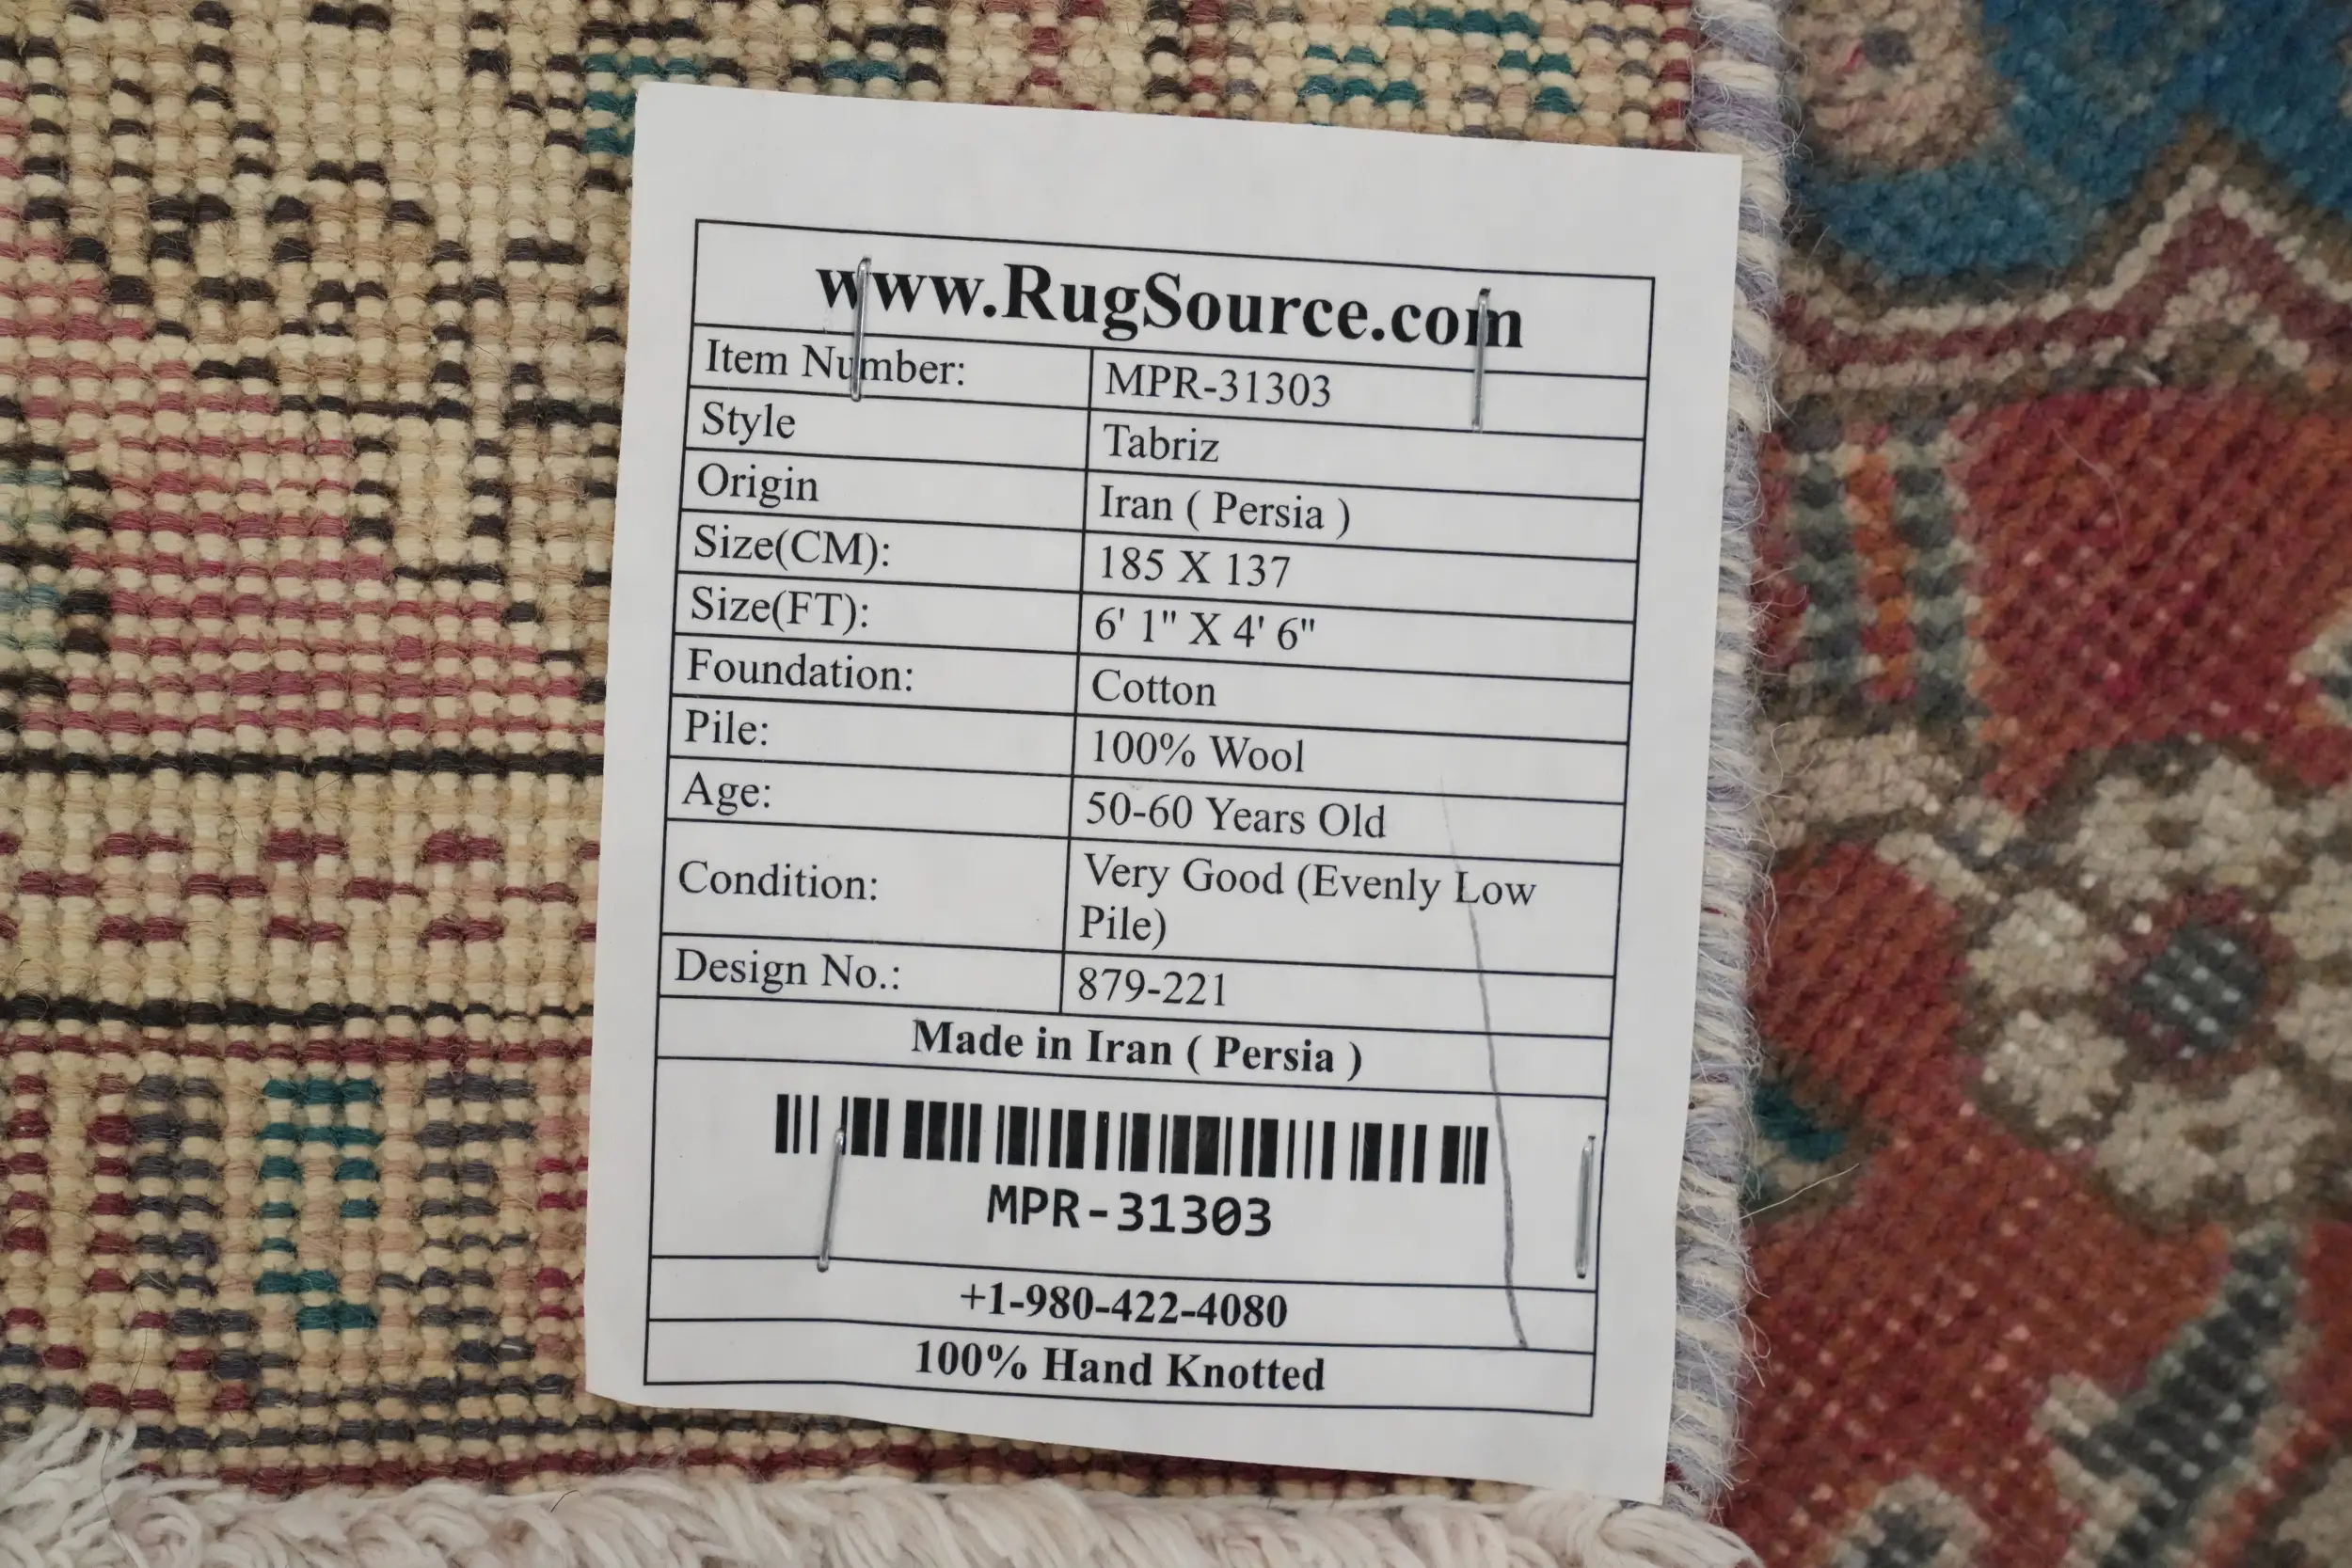 www.RugSource.com
Item Number: MPR-31303
Style Tabriz
Origin Iran ( Persia )
Size(CM): 185 X 137
Size(FT): 6' 1" X 4' 6"
Foundation: Cotton
Pile: 100% Wool
Age: 50-60 Years Old
Condition: Very Good (Evenly Low
Pile)
Design No.: 879-221
Made in Iran ( Persia )
MPR-31303
+1-980-422-4080
100% Hand Knotted